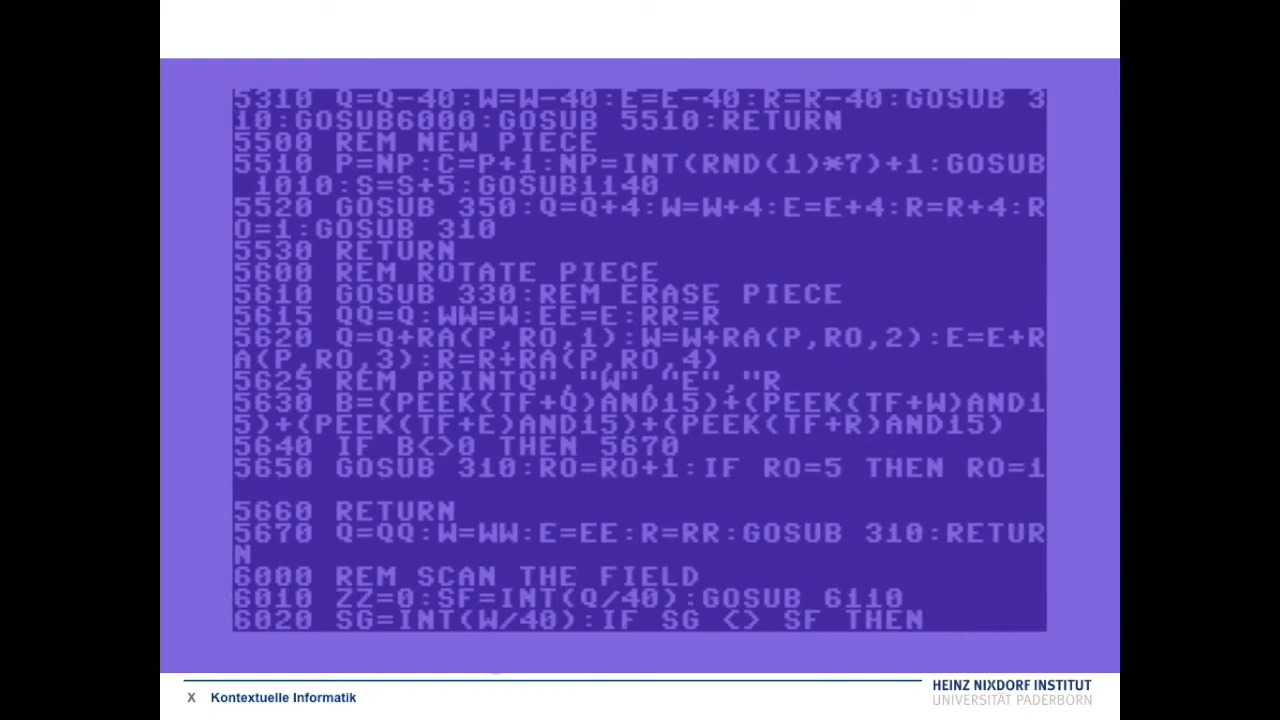 5310 Q=Q-40:W=W-40:E=E-40:R=R-40:GOSUB 3
10:GOSUB6000:GOSUB 5510:RETURN
5500 REM NEW PIECE
5510 P=NP:C=P+1:NP=INT(RND(1)*7)+1:GOSUB
 1010:S=S+5:GOSUB1140
5520 GOSUB 350:Q=Q+4:W=W+4:E=E+4:R=R+4:R
O=1:GOSUB 310
5530 RETURN
5600 REM ROTATE PIECE
5610 GOSUB 330:REM ERASE PIECE
5615 QQ=Q:WW=W:EE=E:RR=R
5620 Q=Q+RA(P,RO,1):W=W+RA(P,RO,2):E=E+R
A(P,RO,3):R=R+RA(P,RO,4)
5625 REM PRINTQ","W","E","R
5630 B=(PEEK(TF+Q)AND15)+(PEEK(TF+W)AND1
5)+(PEEK(TF+E)AND15)+(PEEK(TF+R)AND15)
5640 IF B<>0 THEN 5670
5650 GOSUB 310:RO=RO+1:IF RO=5 THEN RO=1
5660 RETURN
5670 Q=QQ:W=WW:E=EE:R=RR:GOSUB 310:RETUR
N
6000 REM SCAN THE FIELD
6010 ZZ=0:SF=INT(Q/40):GOSUB 6110
6020 SG=INT(W/40):IF SG <> SF THEN
X Kontextuelle Informatik
HEINZ NIXDORF INSTITUT
UNIVERSITÄT PADERBORN